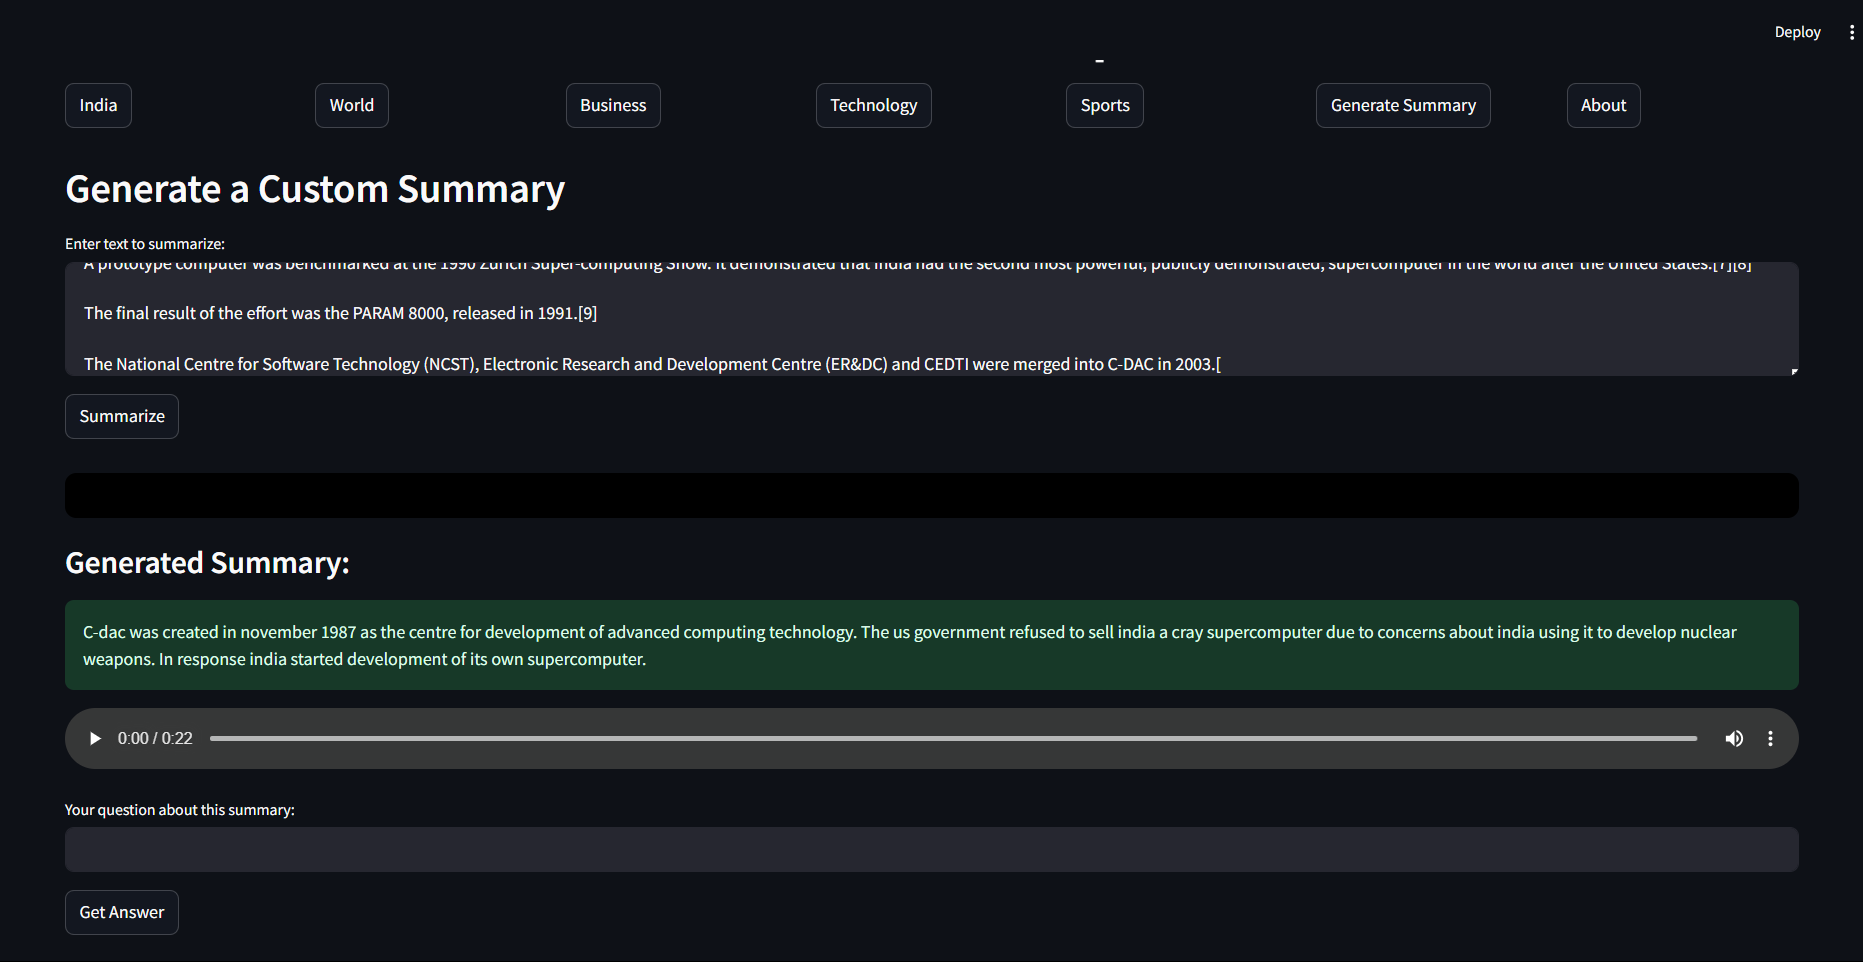 Deploy
India World Business Technology Sports Generate Summary About
Generate a Custom Summary
Enter text to summarize:
A prototype computer was benchmarked at the 1990 Zurich Super-computing Show. It demonstrated that India had the second most powerful, publicly demonstrated, supercomputer in the world after the United States.[7][8]
The final result of the effort was the PARAM 8000, released in 1991.[9]
The National Centre for Software Technology (NCST), Electronic Research and Development Centre (ER&DC) and CEDTI were merged into C-DAC in 2003.[
Summarize
Generated Summary:
C-dac was created in november 1987 as the centre for development of advanced computing technology. The us government refused to sell india a cray supercomputer due to concerns about india using it to develop nuclear
weapons. In response india started development of its own supercomputer.
0:00 / 0:22
Your question about this summary:
Get Answer